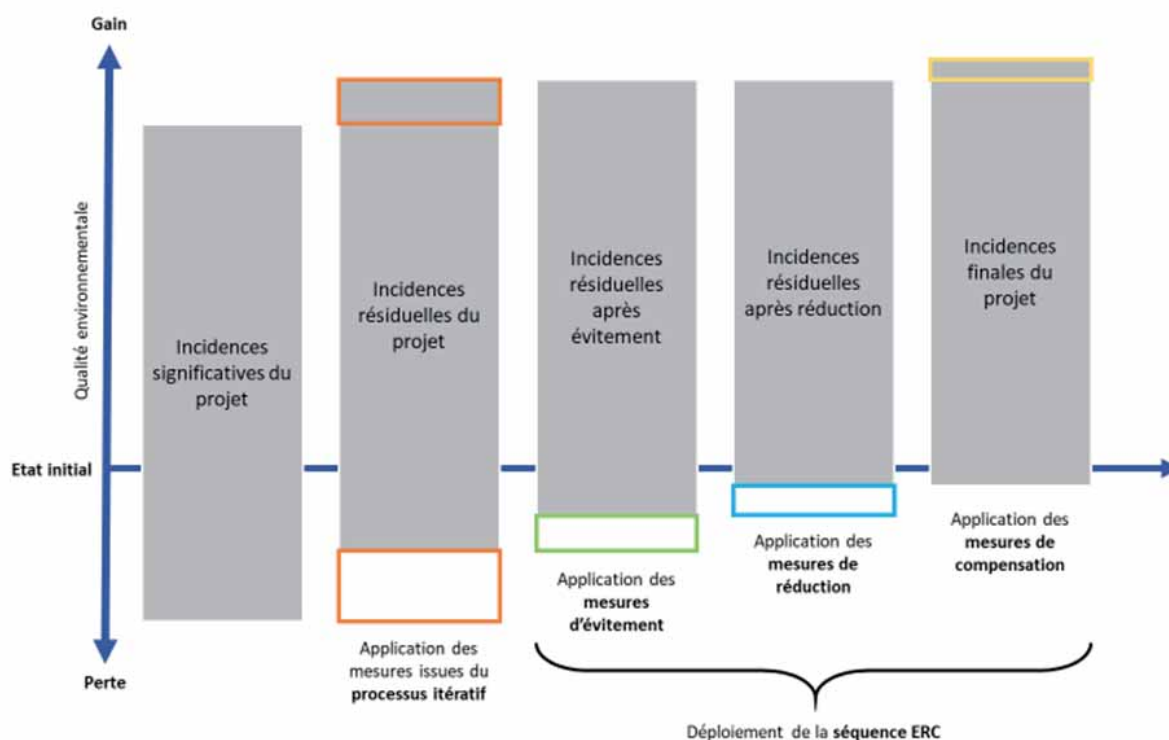 Gain
Qualité environnementale
Etat initial
Perte
Incidences
significatives du
projet
Incidences
résiduelles du
projet
Application des
mesures issues du
processus itératif
Incidences
résiduelles
après
évitement
Application des
mesures
d'évitement
Incidences
résiduelles
après réduction
Application des
mesures de
réduction
Incidences
finales du
projet
Application des
mesures de
compensation
Déploiement de la séquence ERC